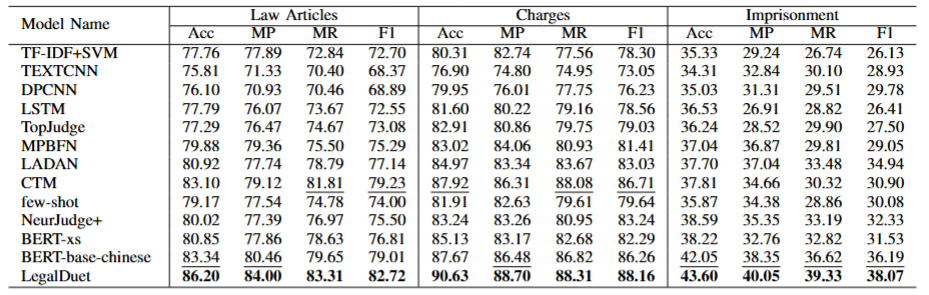 Model Name Law Articles Charges Imprisonment
Acc MP MR F1 Acc MP MR F1 Acc MP MR F1
TF-IDF+SVM 77.76 77.89 72.84 72.70 80.31 82.74 77.56 78.30 35.33 29.24 26.74 26.13
TEXTCNN 75.81 71.33 70.40 68.37 76.90 74.80 74.95 73.05 34.31 32.84 30.10 28.93
DPCNN 76.10 70.93 70.46 68.89 79.95 76.01 77.75 76.23 35.03 31.31 29.51 29.78
LSTM 77.79 76.07 73.67 72.55 81.60 80.22 79.16 78.56 36.53 26.91 28.82 26.41
TopJudge 77.29 76.47 74.67 73.08 82.91 80.86 79.75 79.03 36.24 28.52 29.90 27.50
MPBFN 79.88 79.36 75.50 75.29 83.02 84.06 80.93 81.41 37.04 36.87 29.81 29.05
LADAN 80.92 77.74 78.79 77.14 84.97 83.34 83.67 83.03 37.70 37.04 33.48 34.94
CTM 83.10 79.12 81.81 79.23 87.92 86.31 88.08 86.71 37.81 34.66 30.32 30.90
few-shot 79.17 77.54 74.78 74.00 81.91 82.63 79.61 79.64 35.87 34.38 28.86 30.08
NeurJudge+ 80.02 77.39 76.97 75.50 83.24 83.26 80.95 83.24 38.59 35.35 33.19 32.33
BERT-xs 80.85 77.86 78.63 76.81 85.13 83.17 82.68 82.29 38.22 32.76 32.82 31.53
BERT-base-chinese 83.34 80.46 79.65 79.01 87.67 86.48 86.82 86.26 42.05 38.35 36.62 36.19
LegalDuet 86.20 84.00 83.31 82.72 90.63 88.70 88.31 88.16 43.60 40.05 39.33 38.07